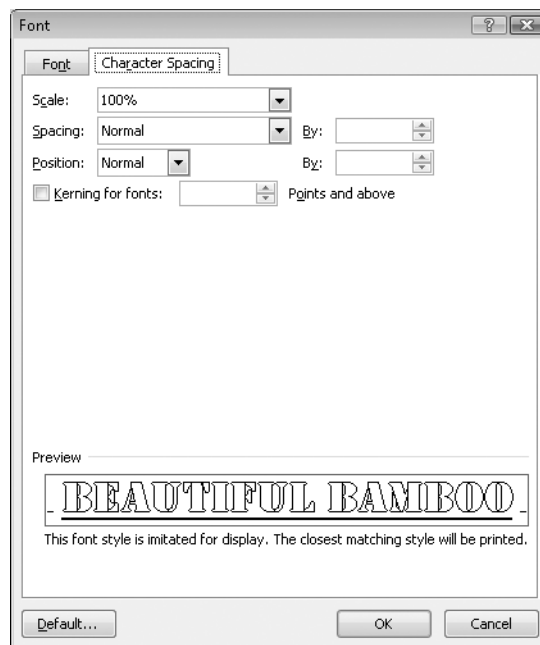 Font
Font Character Spacing
Scale: 100%
Spacing: Normal By:
Position: Normal By:
Kerning for fonts: Points and above
Preview
BEAUTIFUL BAMBOO
This font style is imitated for display. The closest matching style will be printed.
Default... OK Cancel